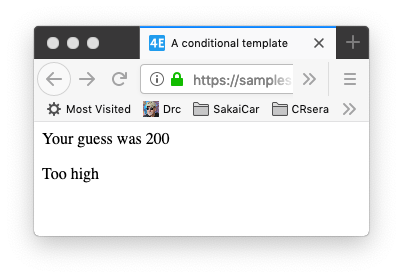 4E A conditional template
https://samples
Most Visited Drc SakaiCar CRsera
Your guess was 200
Too high